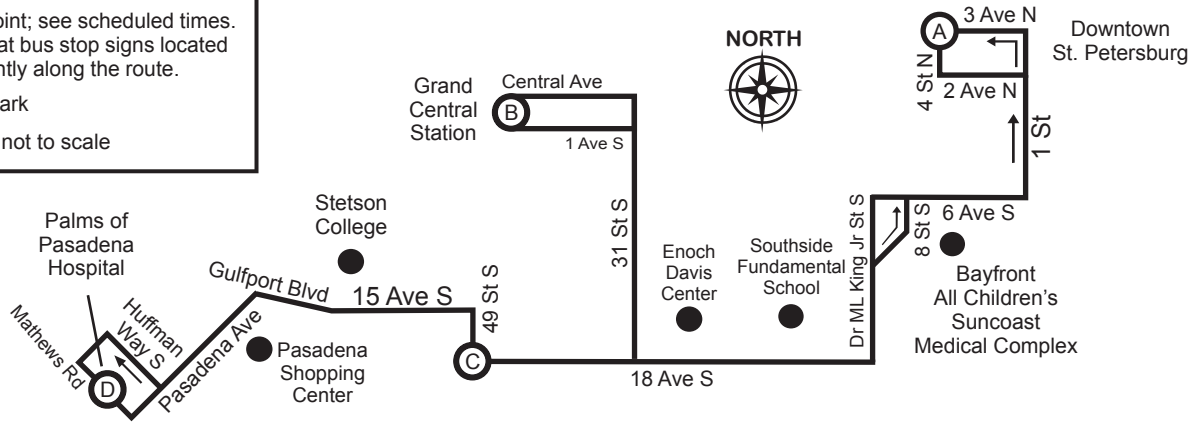 oint; see scheduled times.
at bus stop signs located
ntly along the route.
ark
not to scale
NORTH
A
3 Ave N
Downtown
St. Petersburg
4 St N
2 Ave N
1 St
Grand
Central
Station
Central Ave
B
1 Ave S
31 St S
Stetson
College
Palms of
Pasadena
Hospital
Gulfport Blvd
15 Ave S
49 St S
Enoch
Davis
Center
Southside
Fundamental
School
Dr ML King Jr St S
8 St S
6 Ave S
Bayfront
All Children's
Suncoast
Medical Complex
Mathews Rd
Huffman
Way S
Pasadena Ave
Pasadena
Shopping
Center
C
D
18 Ave S